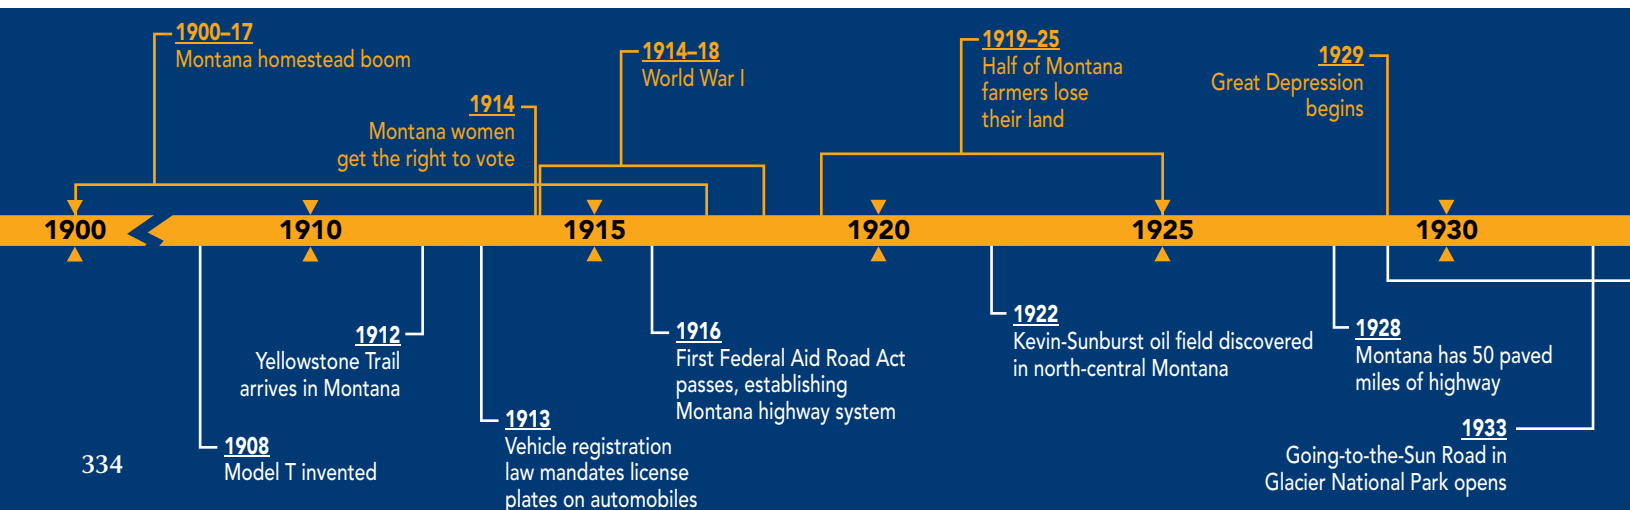 1900–17
Montana homestead boom
1914
Montana women
get the right to vote
1914–18
World War I
1919–25
Half of Montana
farmers lose
their land
1929
Great Depression
begins
1900
1910
1915
1920
1925
1930
1908
Model T invented
1912
Yellowstone Trail
arrives in Montana
1913
Vehicle registration
law mandates license
plates on automobiles
1916
First Federal Aid Road Act
passes, establishing
Montana highway system
1922
Kevin-Sunburst oil field discovered
in north-central Montana
1928
Montana has 50 paved
miles of highway
1933
Going-to-the-Sun Road in
Glacier National Park opens
334